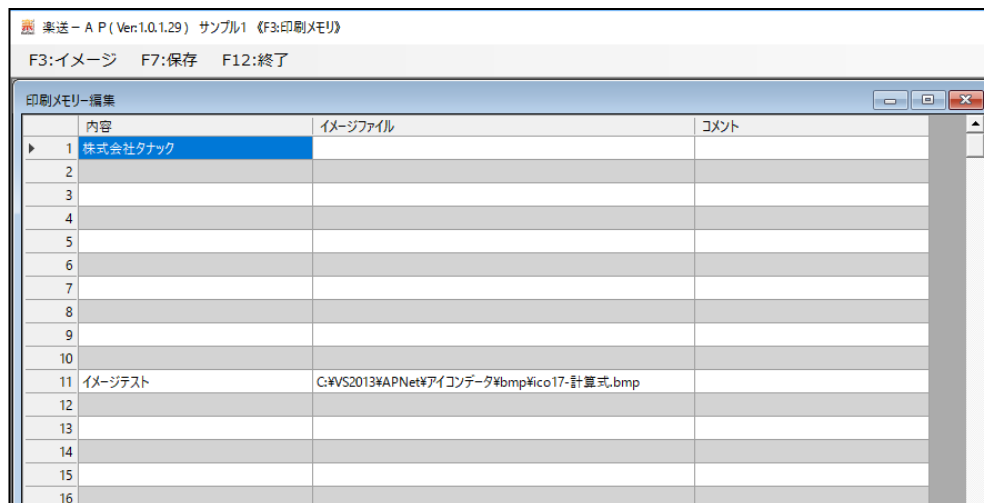 楽送－ＡＰ( Ver:1.0.1.29 ) サンプル1 《F3:印刷メモリ》
F3:イメージ F7:保存 F12:終了
印刷メモリー編集
内容 イメージファイル コメント
1 株式会社タナック
2
3
4
5
6
7
8
9
10
11 イメージテスト C:¥VS2013¥APNet¥アイコンデータ¥bmp¥ico17-計算式.bmp
12
13
14
15
16